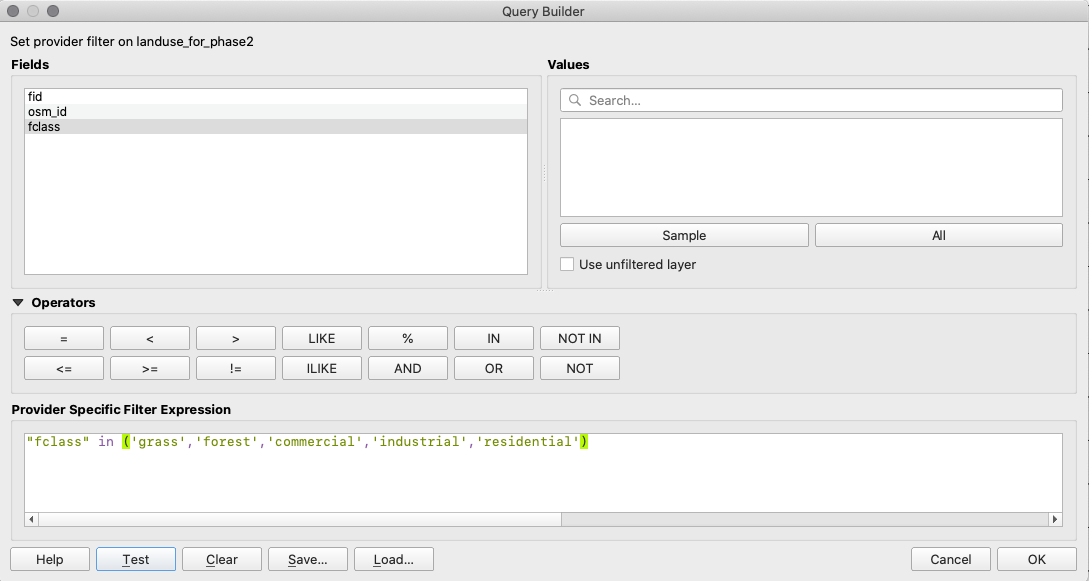 Query Builder
Set provider filter on landuse_for_phase2
Fields
Values
fid
osm_id
fclass
Search...
Sample
All
Use unfiltered layer
Operators
= < > LIKE % IN NOT IN
<= >= != ILIKE AND OR NOT
Provider Specific Filter Expression
"fclass" in ('grass','forest','commercial','industrial','residential')
Help Test Clear Save... Load... Cancel OK